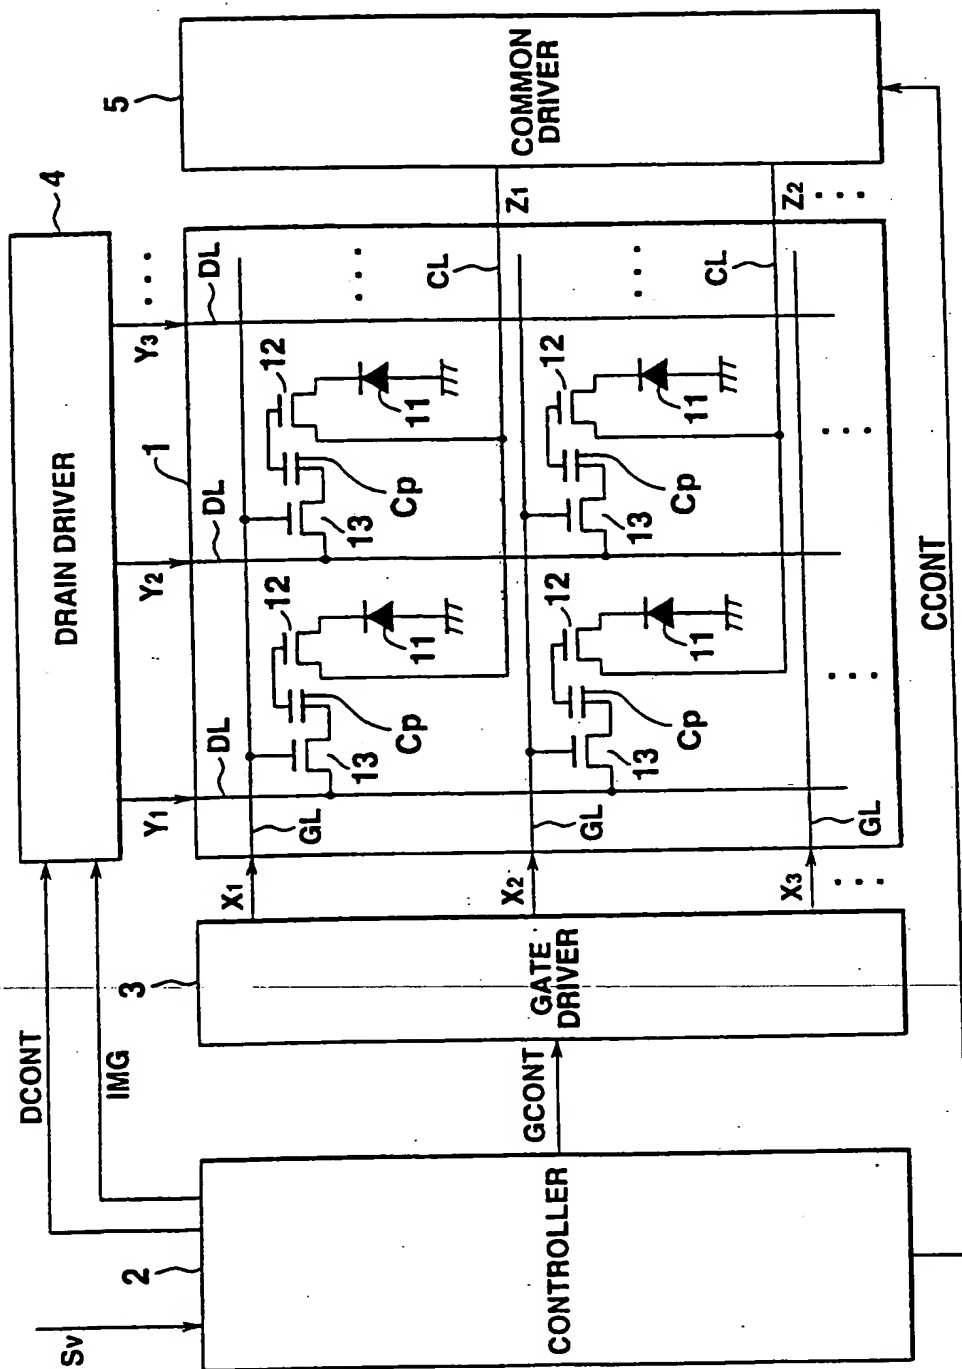 4
DRAIN DRIVER
DCONT
IMG
Y1
Y2
Y3
...
DL
DL
DL
1
5
COMMON
DRIVER
3
GATE
DRIVER
X1
X2
X3
...
GL
GL
GL
13
Cp
12
11
13
Cp
12
11
...
CL
Z1
13
Cp
12
11
13
Cp
12
11
...
CL
Z2
...
...
...
Sv
2
CONTROLLER
GCONT
CCONT